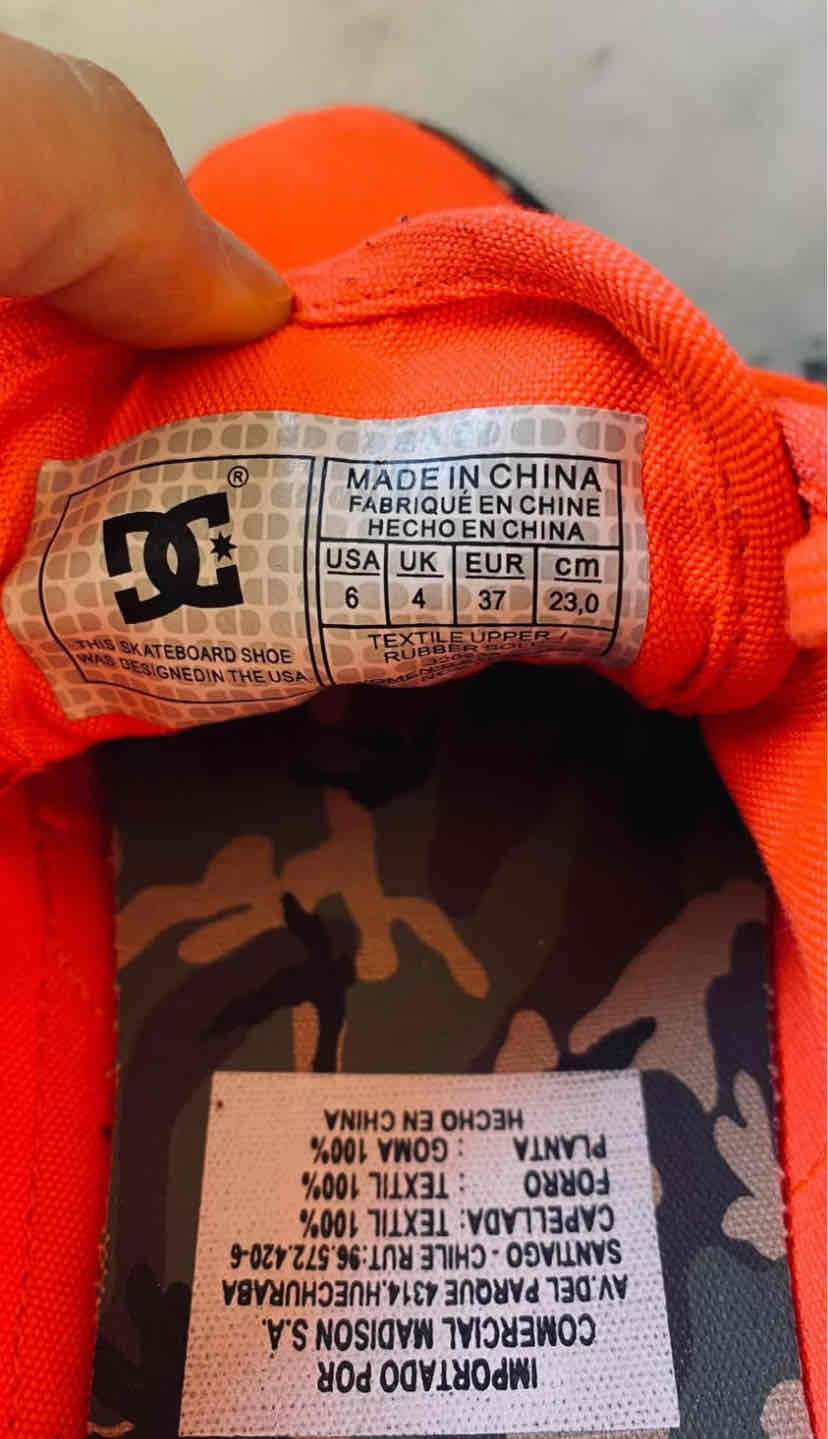 DC
®
THIS SKATEBOARD SHOE
WAS DESIGNED IN THE USA.
MADE IN CHINA
FABRIQUÉ EN CHINE
HECHO EN CHINA
USA UK EUR cm
6 4 37 23,0
TEXTILE UPPER /
RUBBER
IMPORTADO POR
COMERCIAL MADISON S.A.
AV. DEL PARQUE 4314.HUECHURABA
SANTIAGO - CHILE RUT:96.572.420-6
CAPELLADA: TEXTIL 100%
FORRO : TEXTIL 100%
PLANTA : GOMA 100%
HECHO EN CHINA